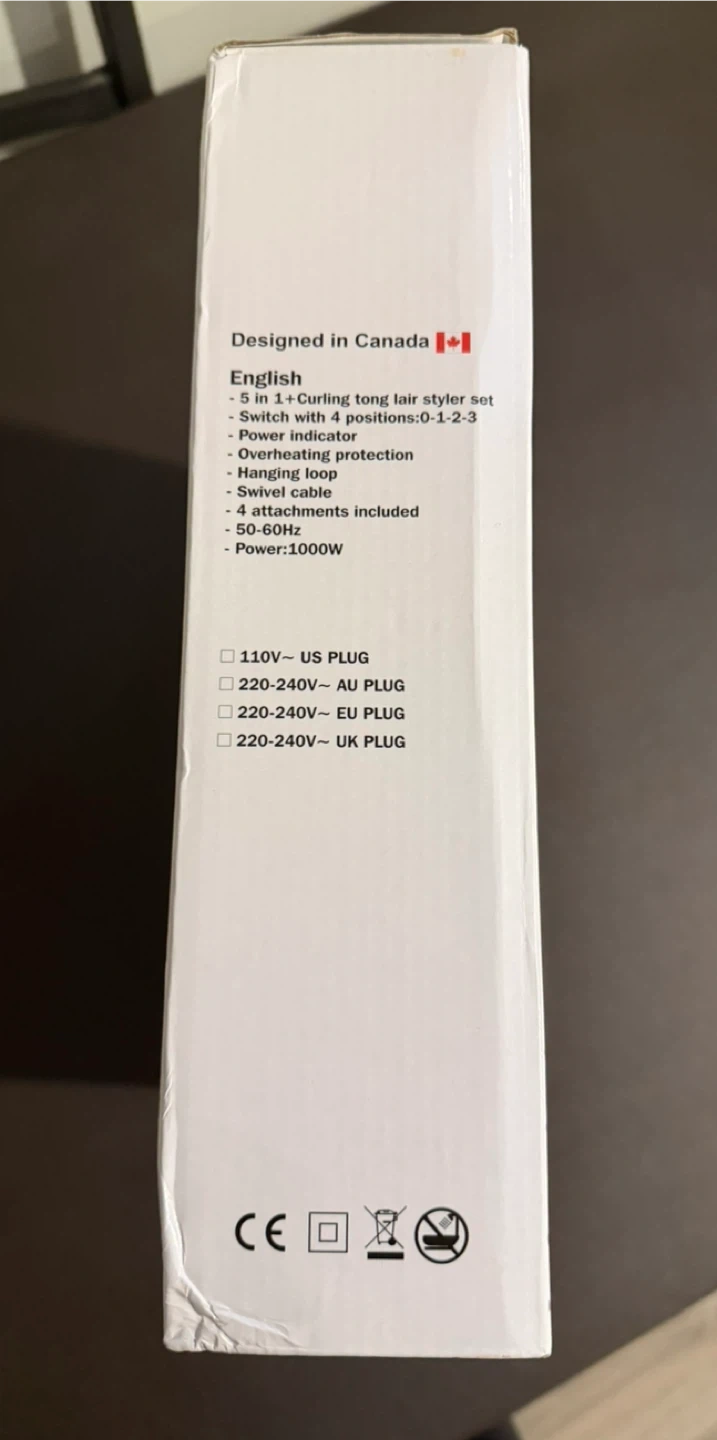 Designed in Canada
English
- 5 in 1+Curling tong lair styler set
- Switch with 4 positions:0-1-2-3
- Power indicator
- Overheating protection
- Hanging loop
- Swivel cable
- 4 attachments included
- 50-60Hz
- Power:1000W
☐ 110V~ US PLUG
☐ 220-240V~ AU PLUG
☐ 220-240V~ EU PLUG
☐ 220-240V~ UK PLUG
CE